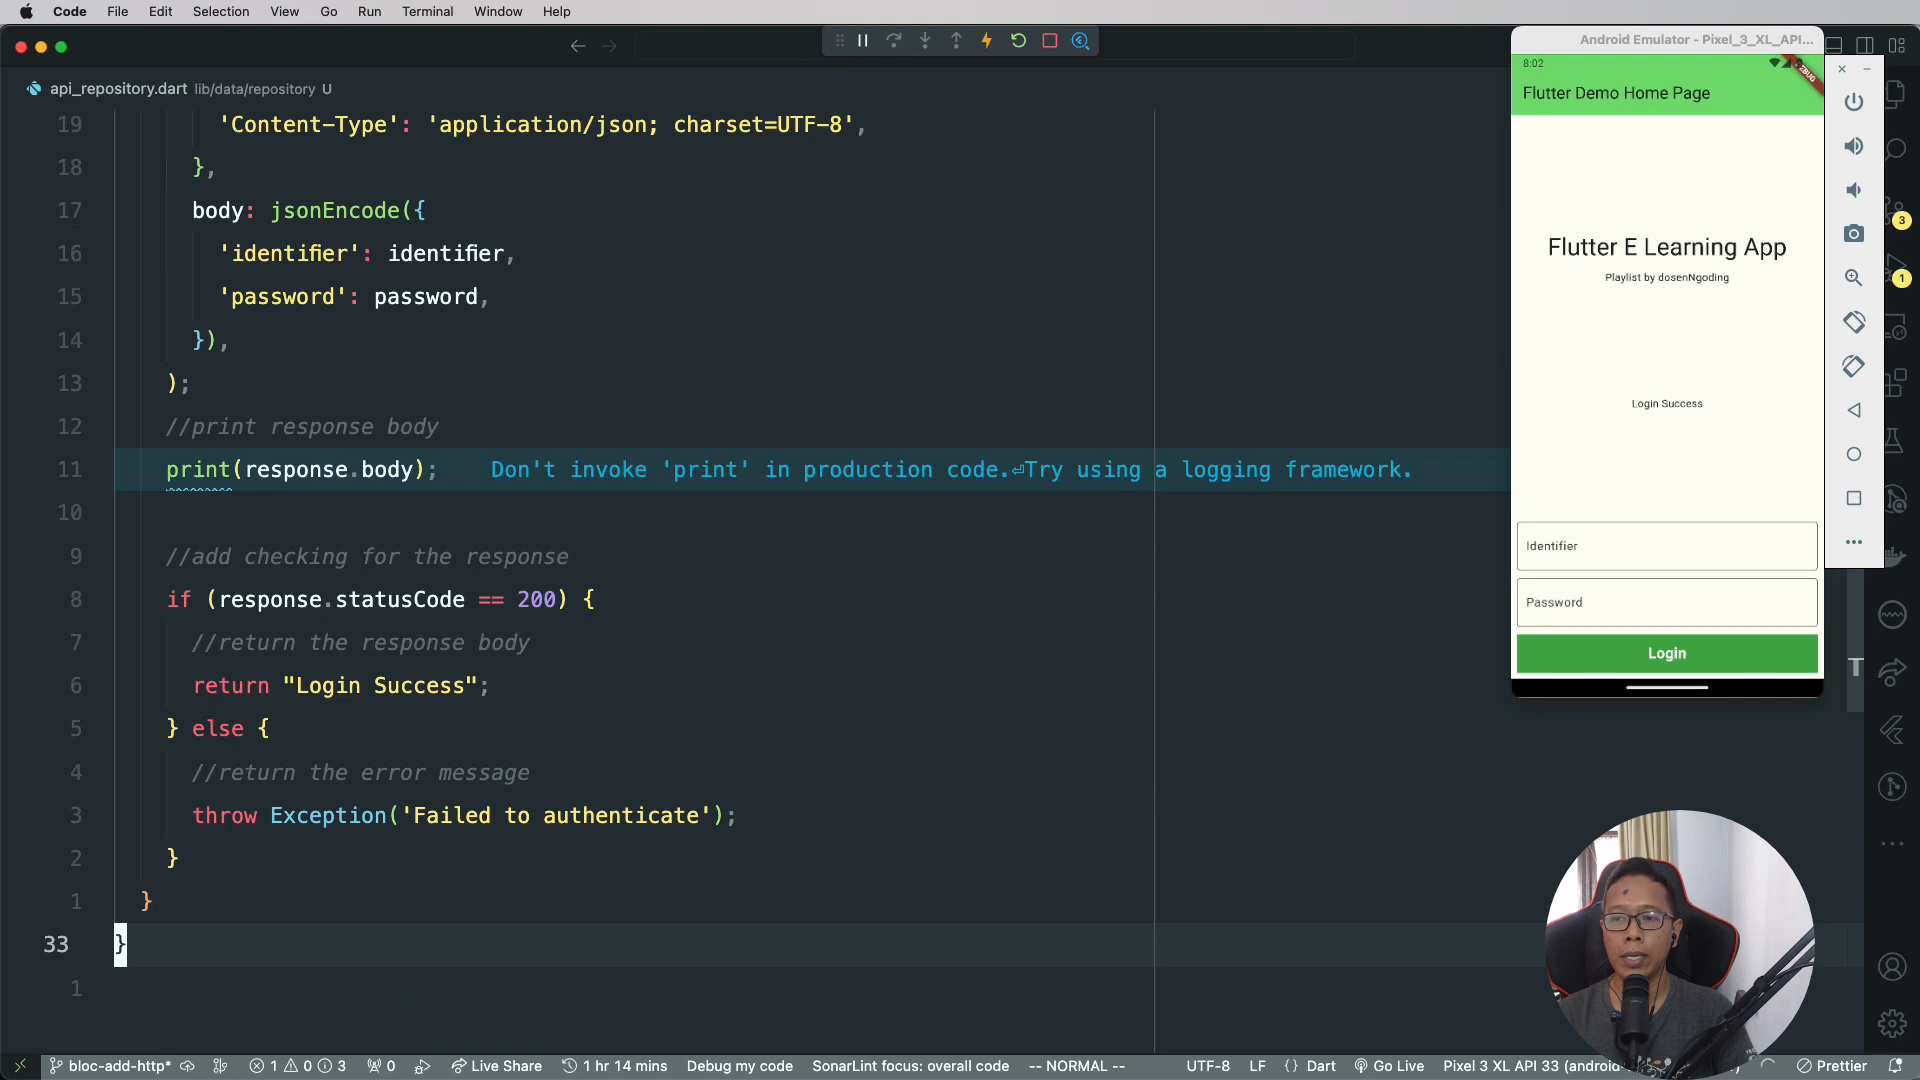 Code File Edit Selection View Go Run Terminal Window Help
Android Emulator - Pixel_3_XL_API...
api_repository.dart lib/data/repository U
19 'Content-Type': 'application/json; charset=UTF-8',
18 },
17 body: jsonEncode({
16 'identifier': identifier,
15 'password': password,
14 }),
13 );
12 //print response body
11 print(response.body); Don't invoke 'print' in production code.⏎Try using a logging framework.
10
9 //add checking for the response
8 if (response.statusCode == 200) {
7 //return the response body
6 return "Login Success";
5 } else {
4 //return the error message
3 throw Exception('Failed to authenticate');
2 }
1 }
33 }
1
8:02
DEBUG
Flutter Demo Home Page
Flutter E Learning App
Playlist by dosenNgoding
Login Success
Identifier
Password
Login
3
1
T
bloc-add-http* 1 0 3 0 Live Share 1 hr 14 mins Debug my code SonarLint focus: overall code -- NORMAL -- UTF-8 LF {} Dart Go Live Pixel 3 XL API 33 (android- Prettier